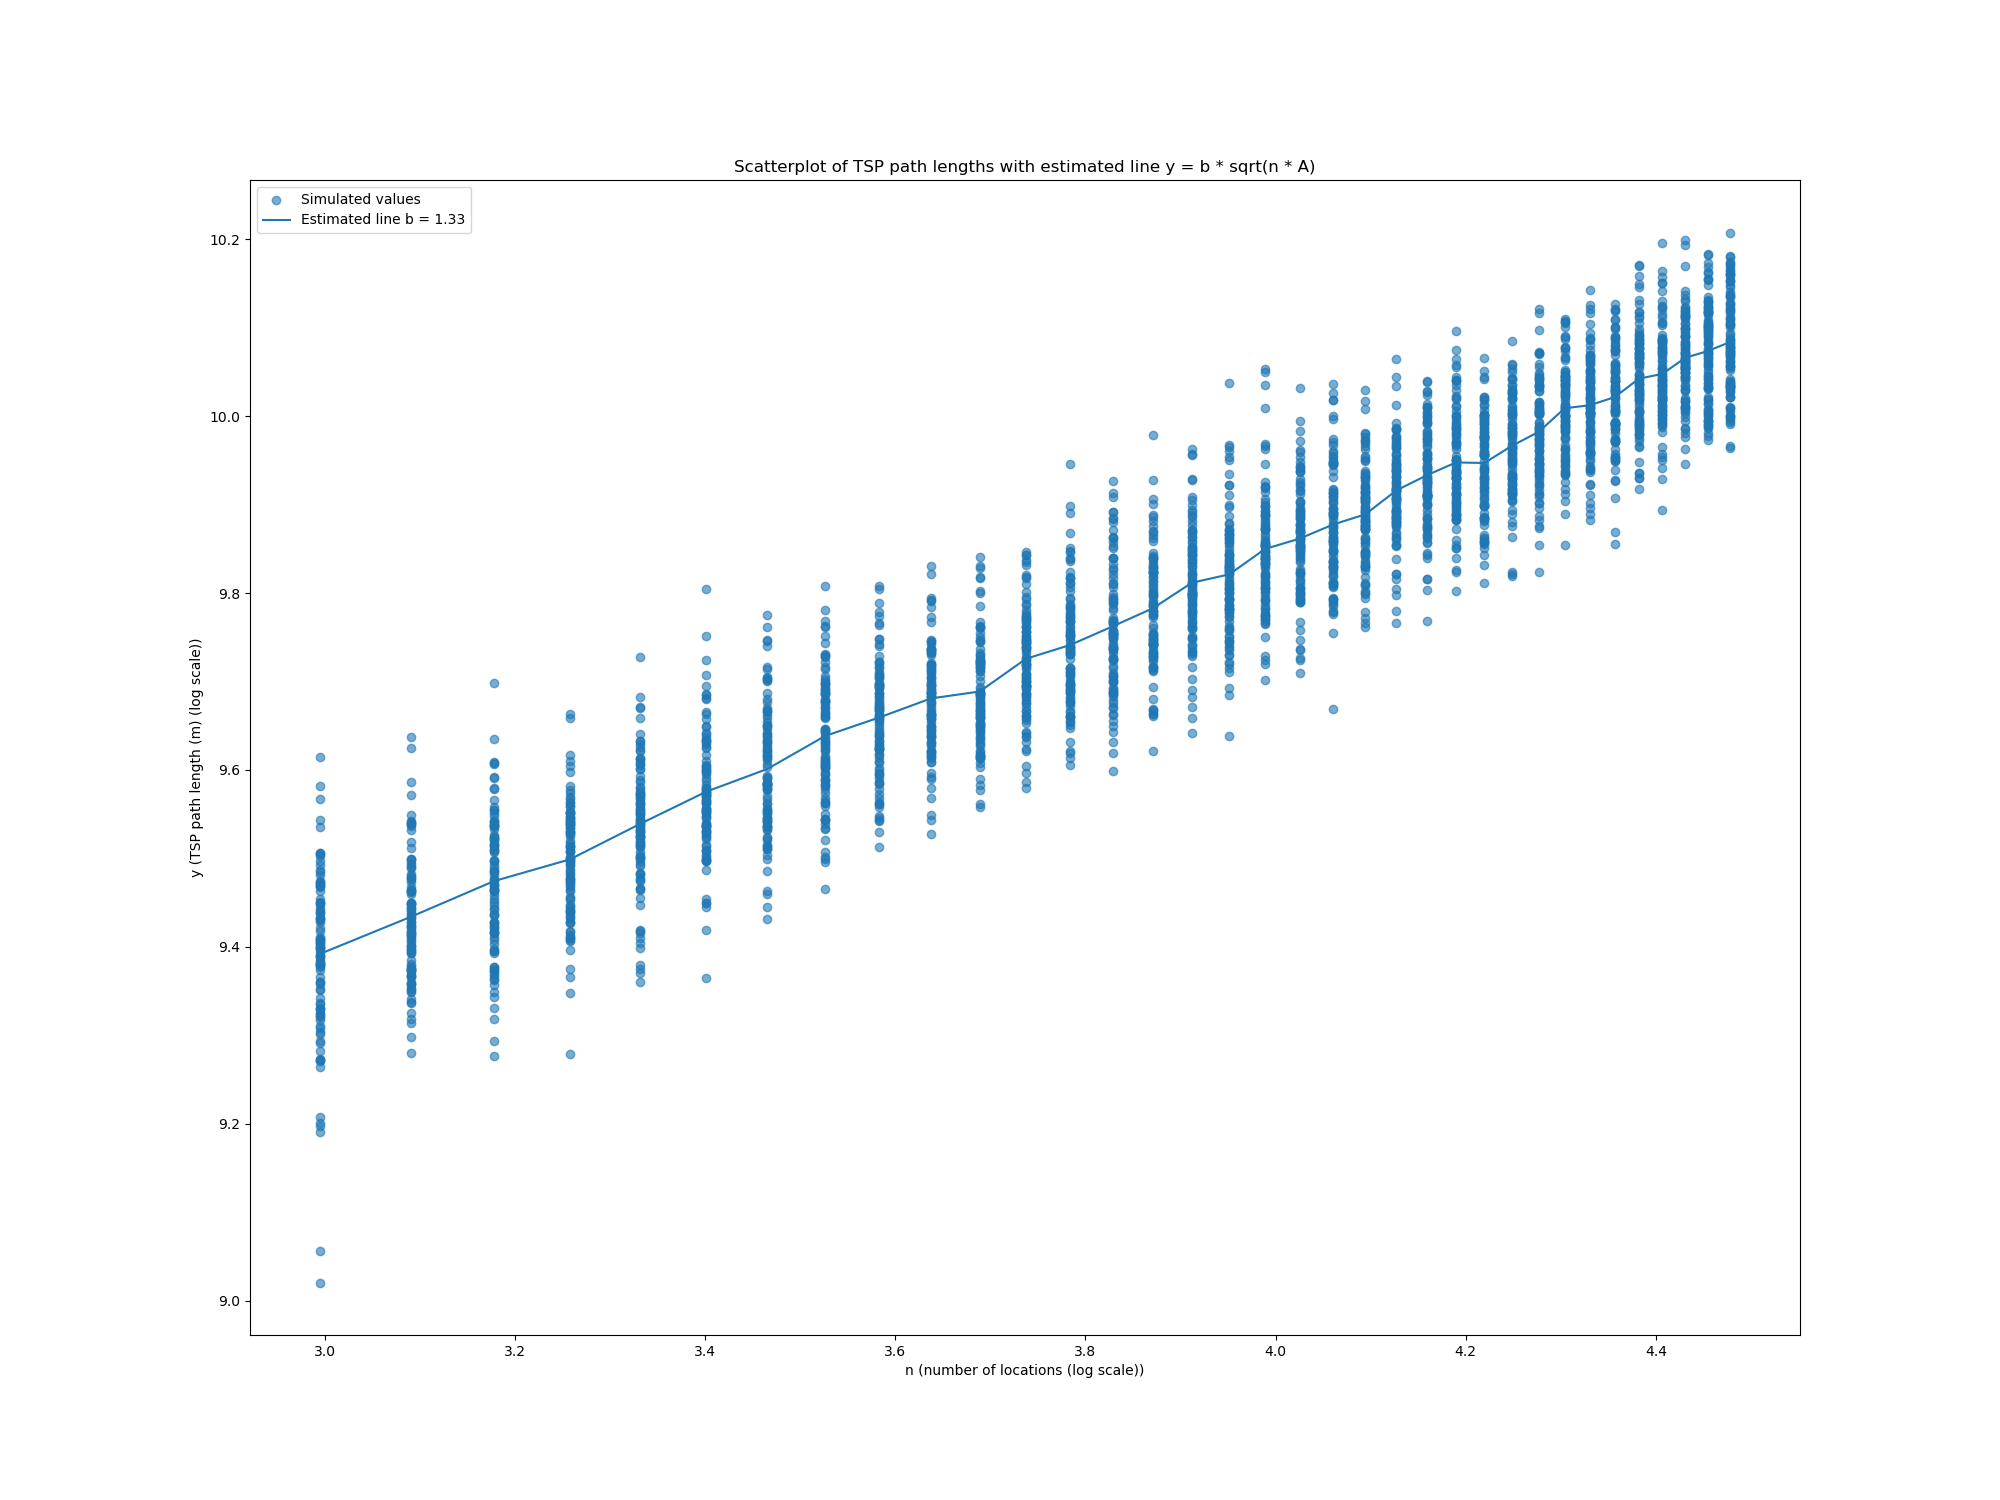 Scatterplot of TSP path lengths with estimated line y = b * sqrt(n * A)
Simulated values
Estimated line b = 1.33
10.2
10.0
9.8
9.6
9.4
9.2
9.0
y (TSP path length (m) (log scale))
3.0 3.2 3.4 3.6 3.8 4.0 4.2 4.4
n (number of locations (log scale))